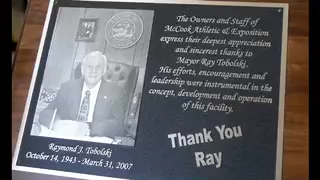 The Owners and Staff of
McCook Athletic & Exposition
express their deepest appreciation
and sincerest thanks to
Mayor Ray Tobolski.
His efforts, encouragement and
leadership were instrumental in the
concept, development and operation
of this facility.
Thank You
Ray
Raymond J. Tobolski
October 14, 1943 - March 31, 2007